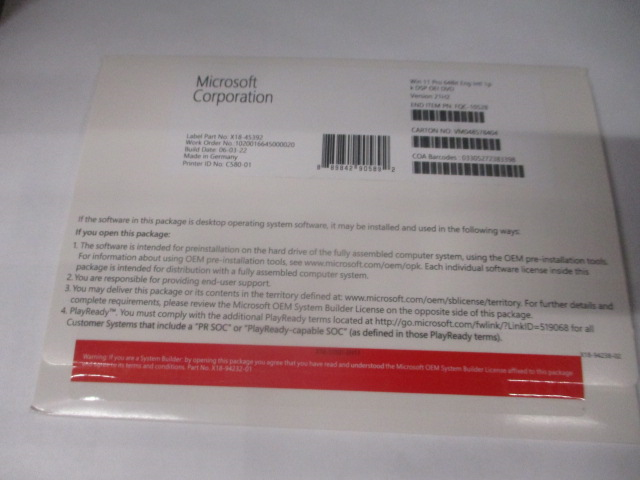 Microsoft
Corporation
Win 11 Pro 64Bit Eng Intl 1p
k DSP OEI DVD
Version 21H2
END ITEM PN: FQC-10528
CARTON NO: VM048578404
COA Barcodes : 03305272383398
Label Part No: X18-45392
Work Order No: 1020016645000020
Build Date: 06-03-22
Made in Germany
Printer ID No: C580-01
8 89842 90589 2
If the software in this package is desktop operating system software, it may be installed and used in the following ways:
If you open this package:
1. The software is intended for preinstallation on the hard drive of the fully assembled computer system, using the OEM pre-installation tools.
For information about using OEM pre-installation tools, see www.microsoft.com/oem/opk. Each individual software license inside this
package is intended for distribution with a fully assembled computer system.
2. You are responsible for providing end-user support.
3. You may deliver this package or its contents in the territory defined at: www.microsoft.com/oem/sblicense/territory. For further details and
complete requirements, please review the Microsoft OEM System Builder License on the opposite side of this package.
4. PlayReady™. You must comply with the additional PlayReady terms located at http://go.microsoft.com/fwlink/?LinkID=519068 for all
Customer Systems that include a "PR SOC" or "PlayReady-capable SOC" (as defined in those PlayReady terms).
X18-94236-02
Warning: If you are a System Builder: by opening this package you agree that you have read and understood the Microsoft OEM System Builder License affixed to this package
terms and conditions. Part No. X18-94232-01